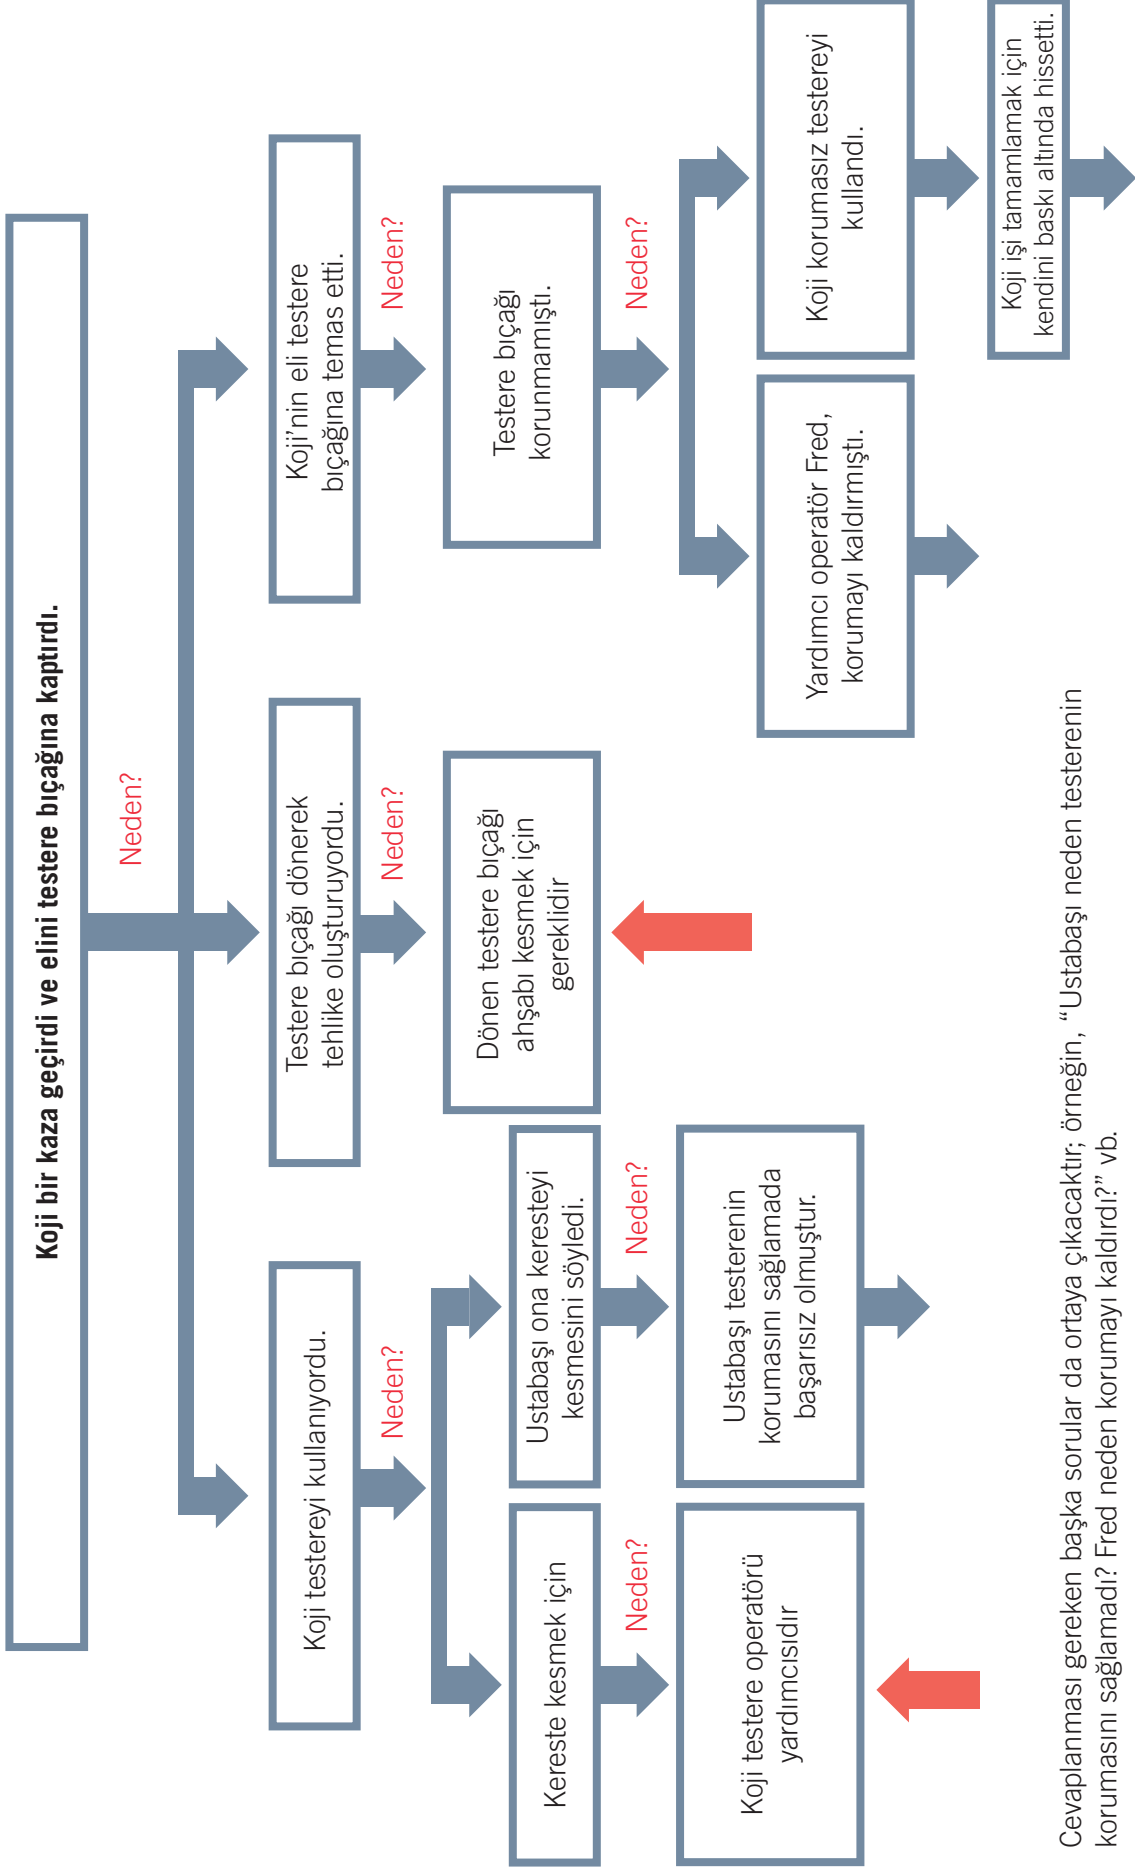 Koji bir kaza geçirdi ve elini testere bıçağına kaptırdı.
Neden?
Koji testereyi kullanıyordu.
Testere bıçağı dönerek
tehlike oluşturuyordu.
Koji’nin eli testere
bıçağına temas etti.
Neden?
Neden?
Neden?
Kereste kesmek için
Ustabaşı ona keresteyi
kesmesini söyledi.
Dönen testere bıçağı
ahşabı kesmek için
gereklidir
Testere bıçağı
korunmamıştı.
Neden?
Neden?
Neden?
Koji testere operatörü
yardımcısıdır
Ustabaşı testerenin
korumasını sağlamada
başarısız olmuştur.
Yardımcı operatör Fred,
korumayı kaldırmıştı.
Koji korumasız testereyi
kullandı.
Koji işi tamamlamak için
kendini baskı altında hissetti.
Cevaplanması gereken başka sorular da ortaya çıkacaktır; örneğin, “Ustabaşı neden testerenin
korumasını sağlamadı? Fred neden korumayı kaldırdı?” vb.